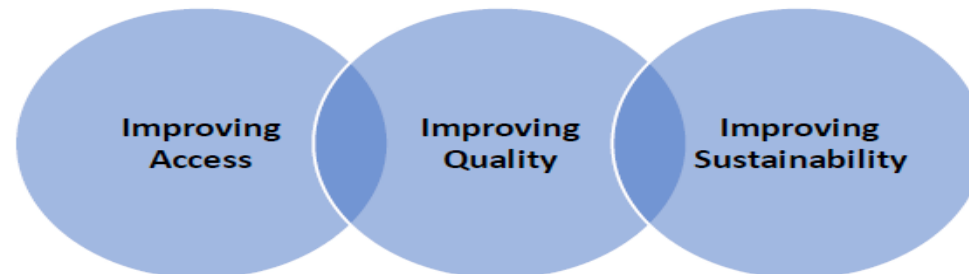 Improving
Access
Improving
Quality
Improving
Sustainability